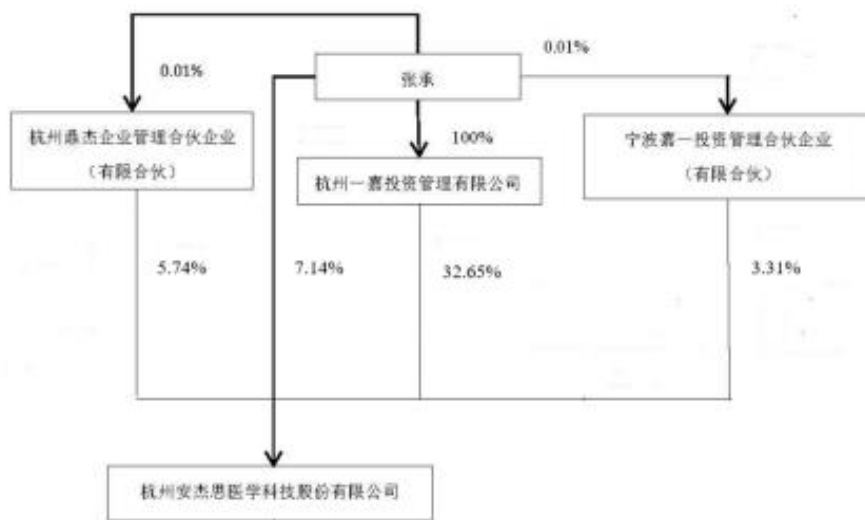 0.01%
张承
0.01%
杭州鼎杰企业管理合伙企业
（有限合伙）
100%
杭州一嘉投资管理有限公司
宁波嘉一投资管理合伙企业
（有限合伙）
5.74%
7.14%
32.65%
3.31%
杭州安杰思医学科技股份有限公司